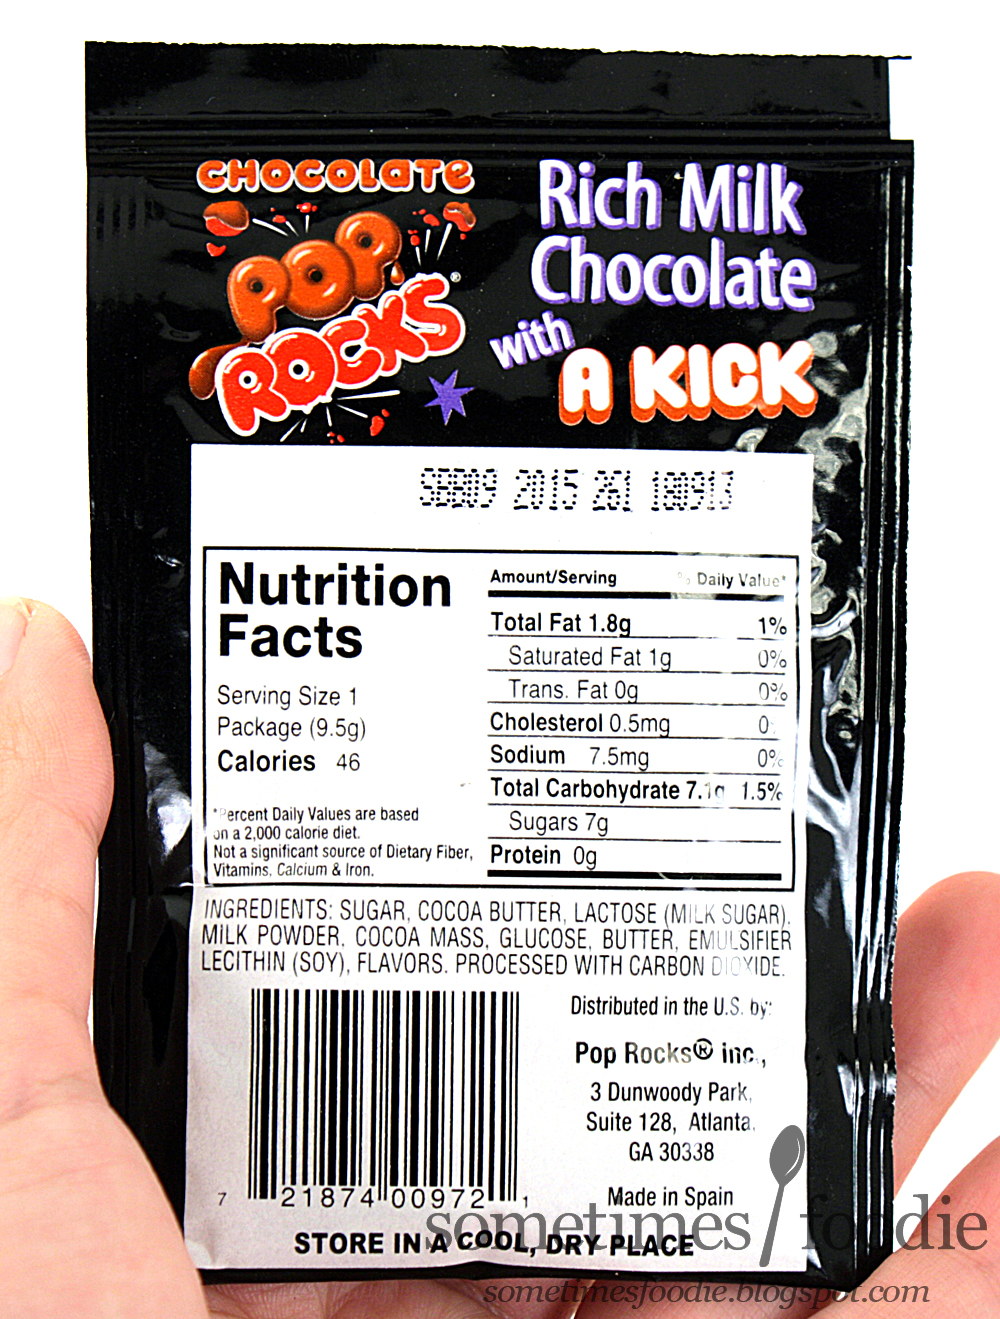 CHOCOLATE
POP
ROCKS®
Rich Milk
Chocolate
with
A KICK
2015 261 180913
Nutrition
Facts
Serving Size 1
Package (9.5g)
Calories 46
*Percent Daily Values are based
on a 2,000 calorie diet.
Not a significant source of Dietary Fiber,
Vitamins, Calcium & Iron.
Amount/Serving % Daily Value*
Total Fat 1.8g 1%
Saturated Fat 1g 0%
Trans. Fat 0g 0%
Cholesterol 0.5mg 0
Sodium 7.5mg 0%
Total Carbohydrate 7.1g 1.5%
Sugars 7g
Protein 0g
INGREDIENTS: SUGAR, COCOA BUTTER, LACTOSE (MILK SUGAR),
MILK POWDER, COCOA MASS, GLUCOSE, BUTTER, EMULSIFIER
LECITHIN (SOY), FLAVORS. PROCESSED WITH CARBON DIOXIDE.
7 21874 00972 1
Distributed in the U.S. by:
Pop Rocks® inc.,
3 Dunwoody Park,
Suite 128, Atlanta,
GA 30338
Made in Spain
STORE IN A COOL, DRY PLACE
sometimes foodie
sometimesfoodie.blogspot.com